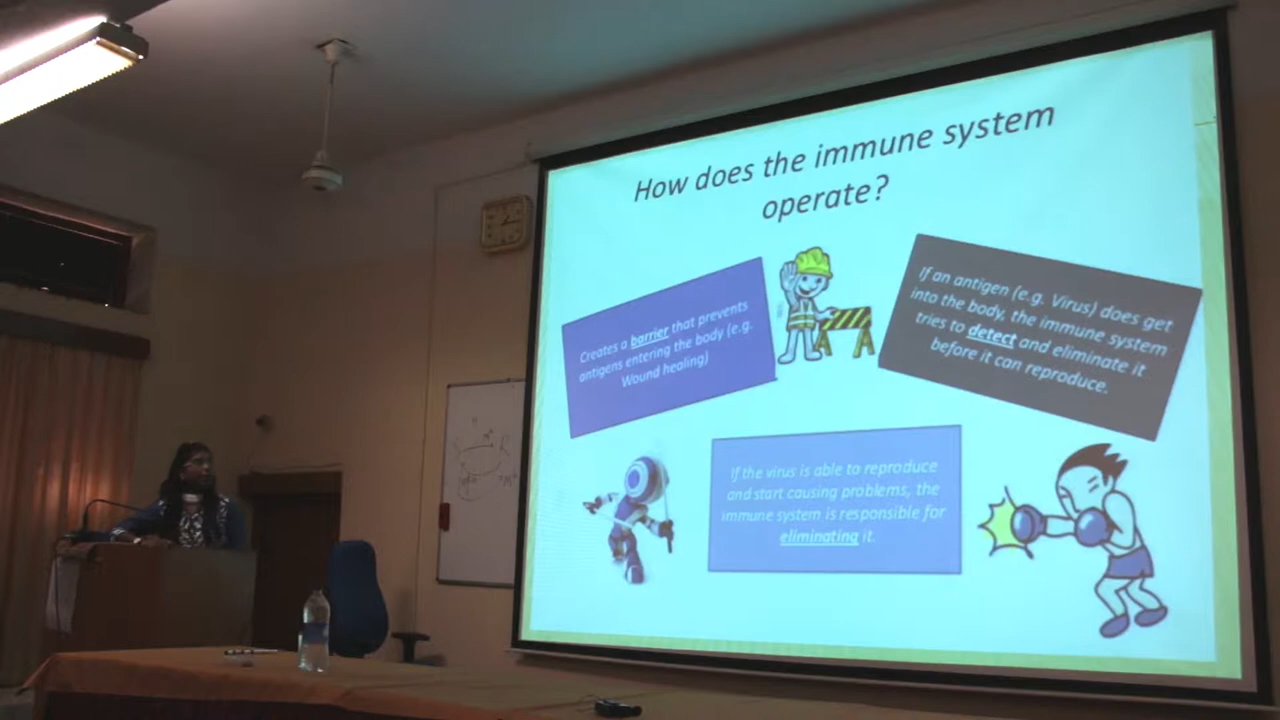 How does the immune system
operate?
Creates a barrier that prevents
antigens entering the body (e.g.
Wound healing)
If an antigen (e.g. Virus) does get
into the body, the immune system
tries to detect and eliminate it
before it can reproduce.
If the virus is able to reproduce
and start causing problems, the
immune system is responsible for
eliminating it.